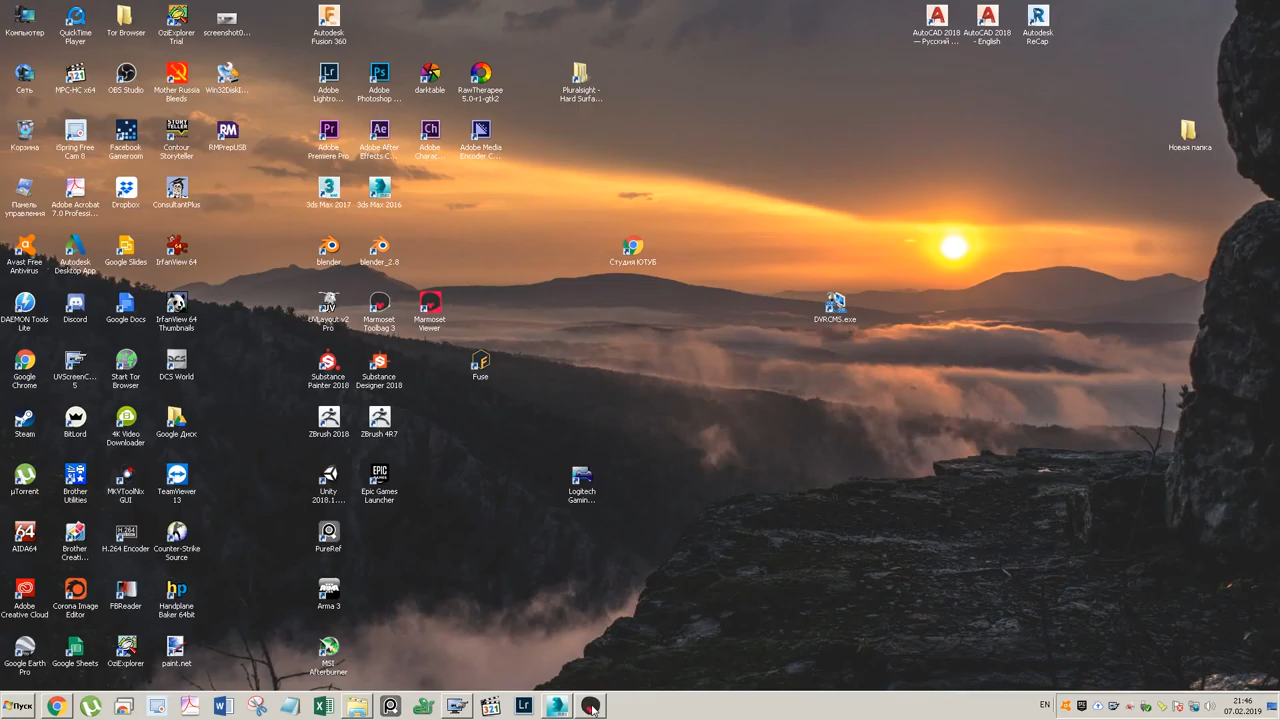 Компьютер
QuickTime
Player
Tor Browser
OziExplorer
Trial
screenshot0...
Autodesk
Fusion 360
AutoCAD 2018
— Русский ...
AutoCAD 2018
- English
Autodesk
ReCap
Сеть
MPC-HC x64
OBS Studio
Mother Russia
Bleeds
Win32DiskI...
Adobe
Lightro...
Adobe
Photoshop ...
darktable
RawTherapee
5.0-r1-gtk2
Pluralsight -
Hard Surfa...
Корзина
iSpring Free
Cam 8
Facebook
Gameroom
Contour
Storyteller
RMPrepUSB
Adobe
Premiere Pro
Adobe After
Effects C...
Adobe
Charac...
Adobe Media
Encoder C...
Новая папка
Панель
управления
Adobe Acrobat
7.0 Professi...
Dropbox
ConsultantPlus
3ds Max 2017
3ds Max 2016
Avast Free
Antivirus
Autodesk
Desktop App
Google Slides
IrfanView 64
blender
blender_2.8
Студия ЮТУБ
DAEMON Tools
Lite
Discord
Google Docs
IrfanView 64
Thumbnails
UVLayout v2
Pro
Marmoset
Toolbag 3
Marmoset
Viewer
DVRCMS.exe
Google
Chrome
UVScreenC...
5
Start Tor
Browser
DCS World
Substance
Painter 2018
Substance
Designer 2018
Fuse
Steam
BitLord
4K Video
Downloader
Google Диск
ZBrush 2018
ZBrush 4R7
µTorrent
Brother
Utilities
MKVToolNix
GUI
TeamViewer
13
Unity
2018.1....
Epic Games
Launcher
Logitech
Gamin...
AIDA64
Brother
Creati...
H.264 Encoder
Counter-Strike
Source
PureRef
Adobe
Creative Cloud
Corona Image
Editor
FBReader
Handplane
Baker 64bit
Arma 3
Google Earth
Pro
Google Sheets
OziExplorer
paint.net
MSI
Afterburner
Пуск
EN
21:46
07.02.2019